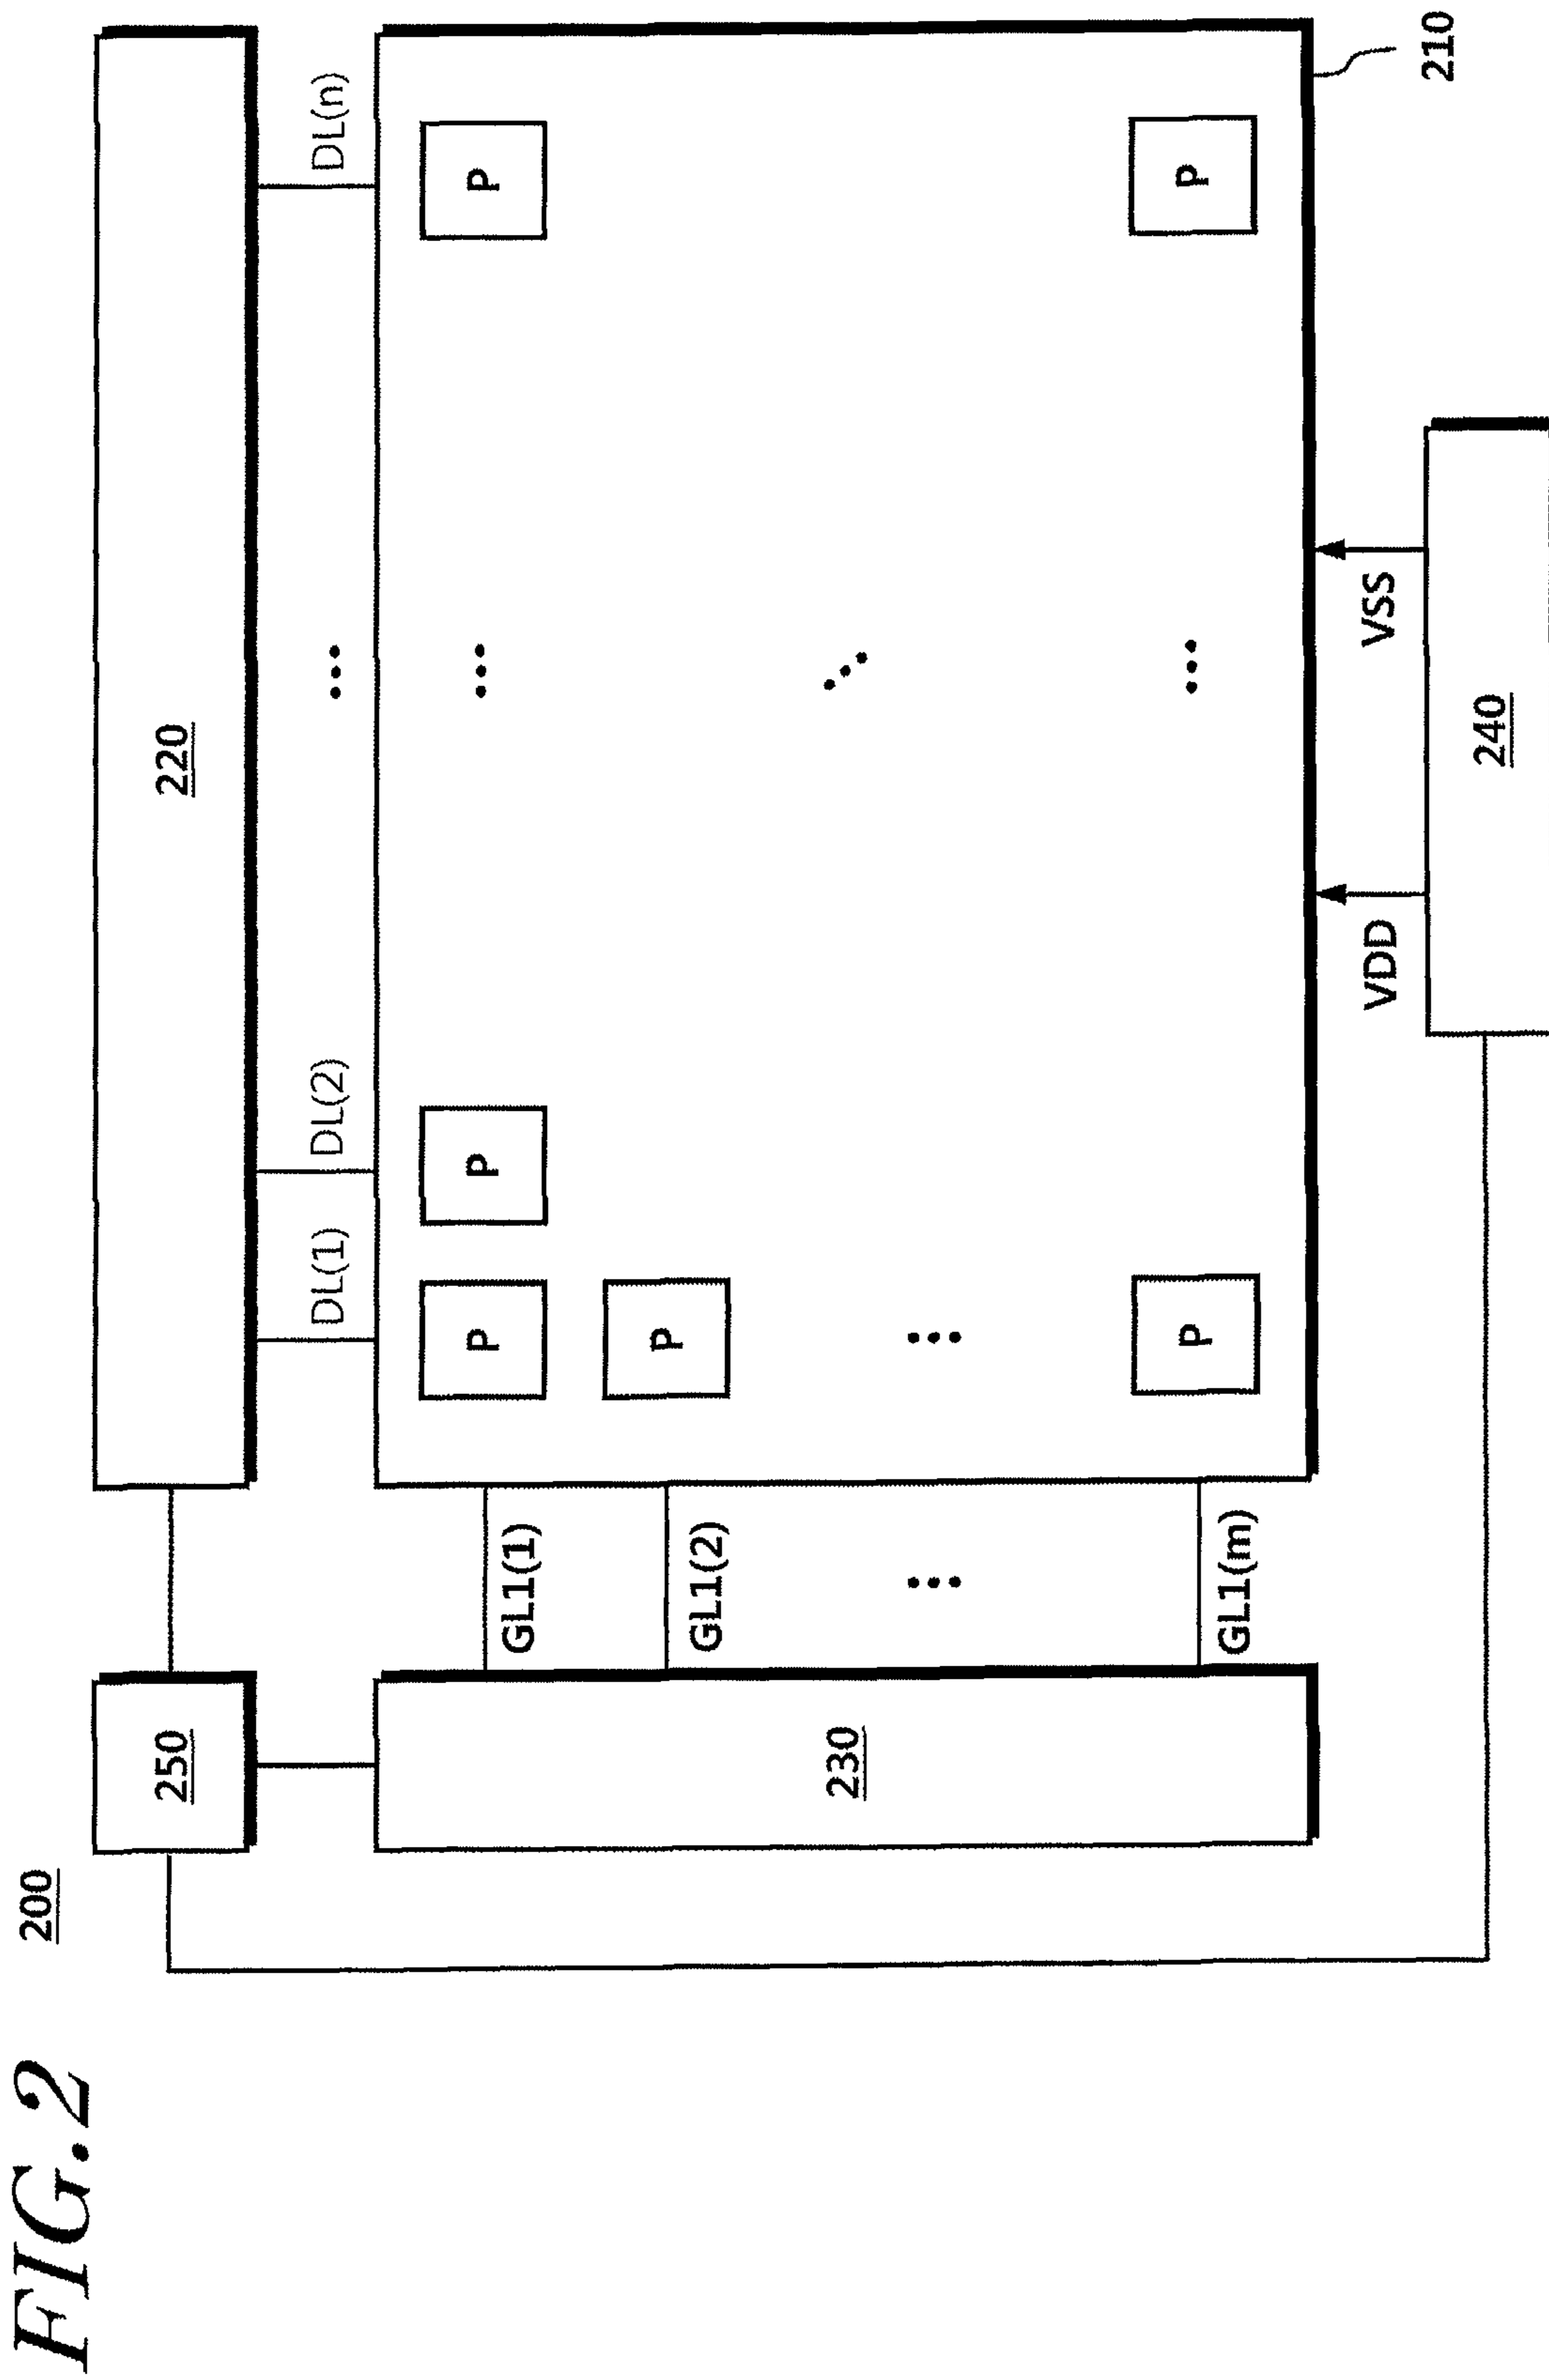 FIG.2
200
250
220
DL(1)
DL(2)
DL(n)
...
GL1(1)
P
P
...
P
GL1(2)
P
...
...
...
230
GL1(m)
P
...
P
VDD
VSS
210
240